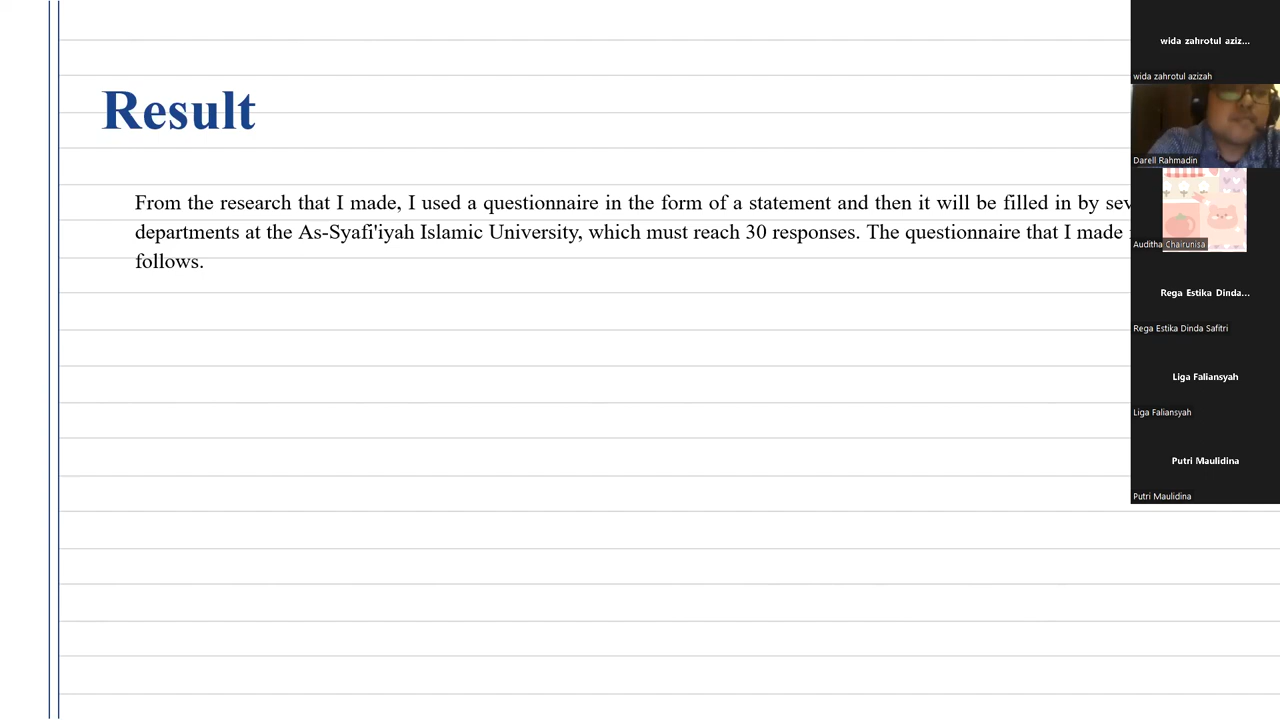 Result
From the research that I made, I used a questionnaire in the form of a statement and then it will be filled in by
departments at the As-Syafi'iyah Islamic University, which must reach 30 responses. The questionnaire that I made
follows.
wida zahrotul aziz...
wida zahrotul azizah
Darell Rahmadin
Auditha Chairunisa
Rega Estika Dinda...
Rega Estika Dinda Safitri
Liga Faliansyah
Liga Faliansyah
Putri Maulidina
Putri Maulidina